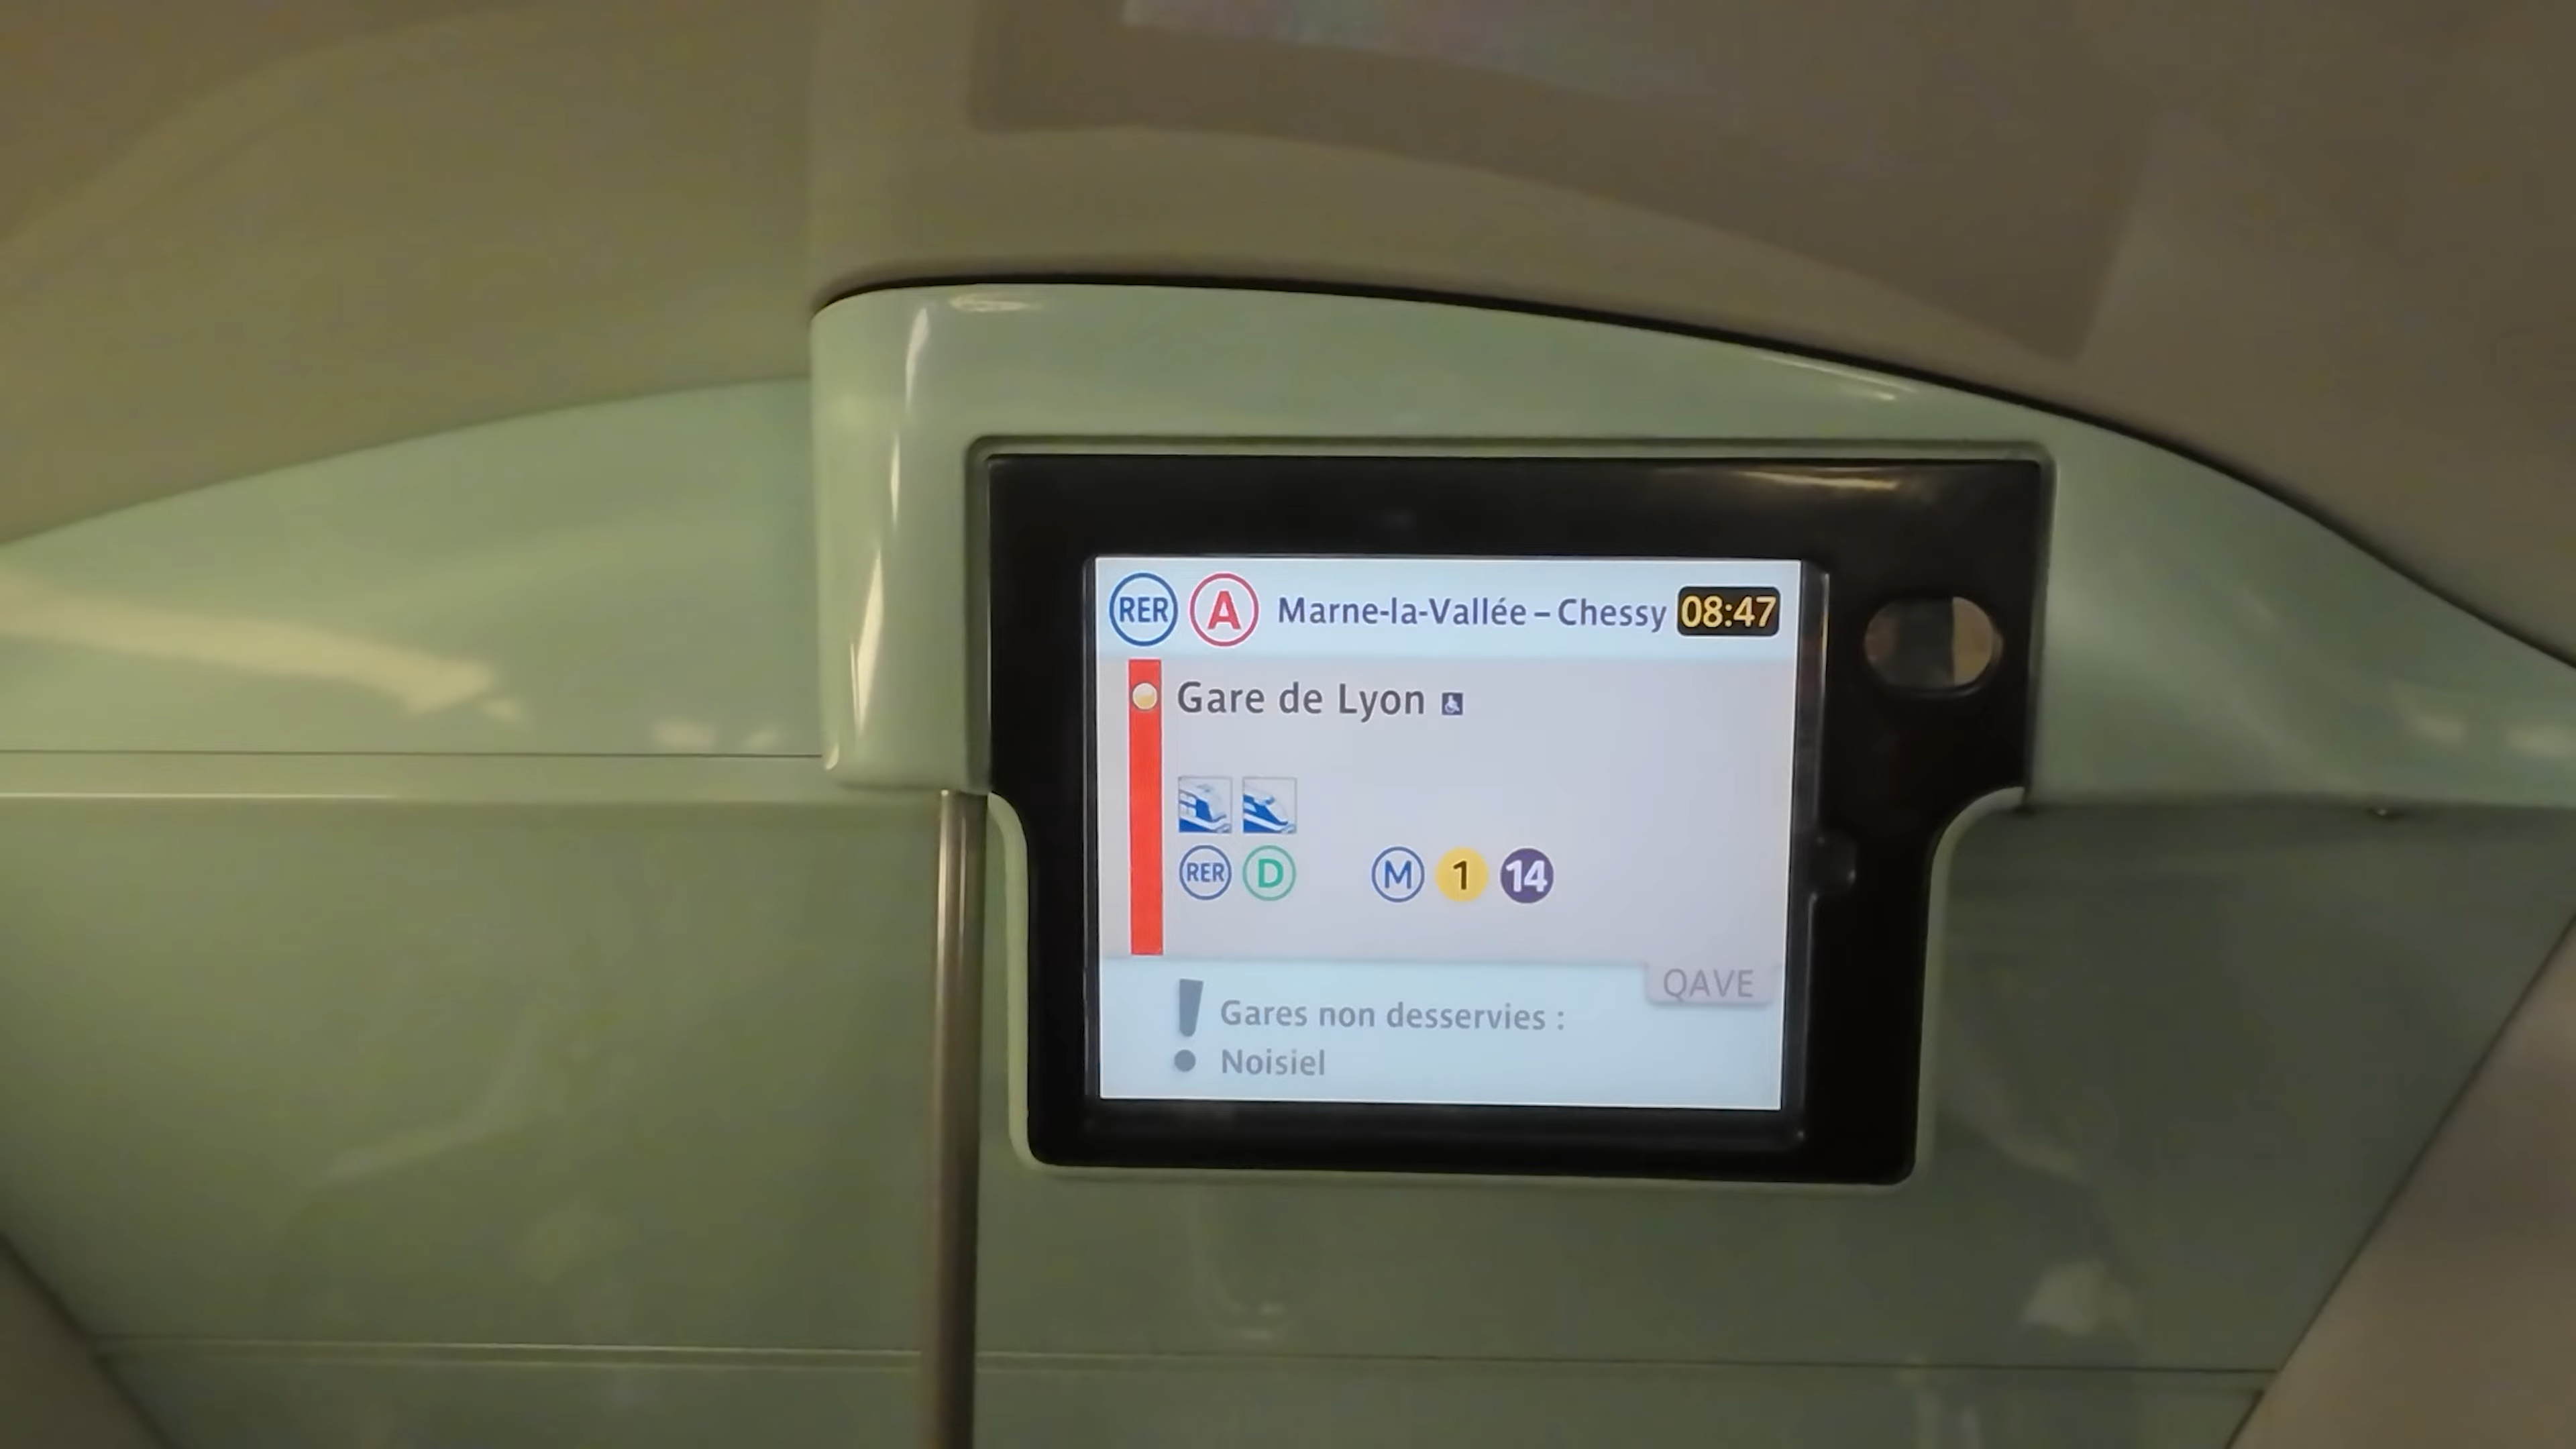 RER A Marne-la-Vallée – Chessy 08:47
Gare de Lyon
RER D M 1 14
QAVE
! Gares non desservies :
Noisiel